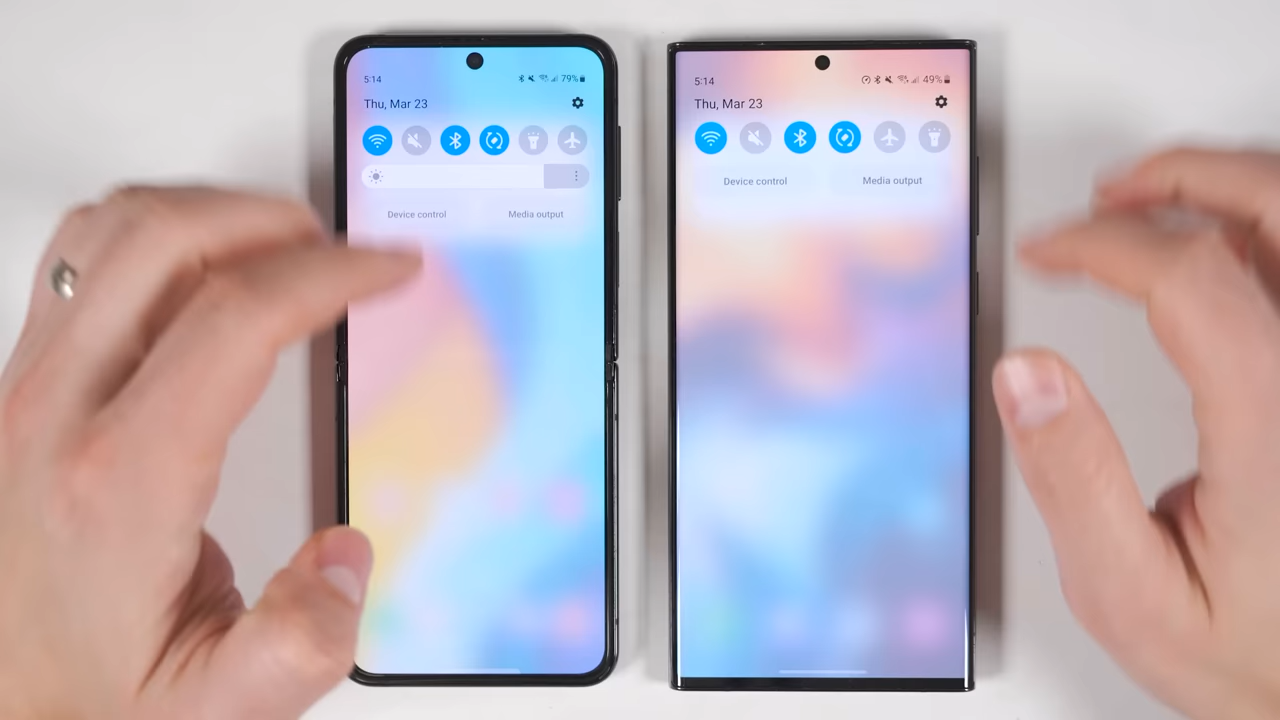 5:14 79%
Thu, Mar 23
Device control Media output
5:14 49%
Thu, Mar 23
Device control Media output